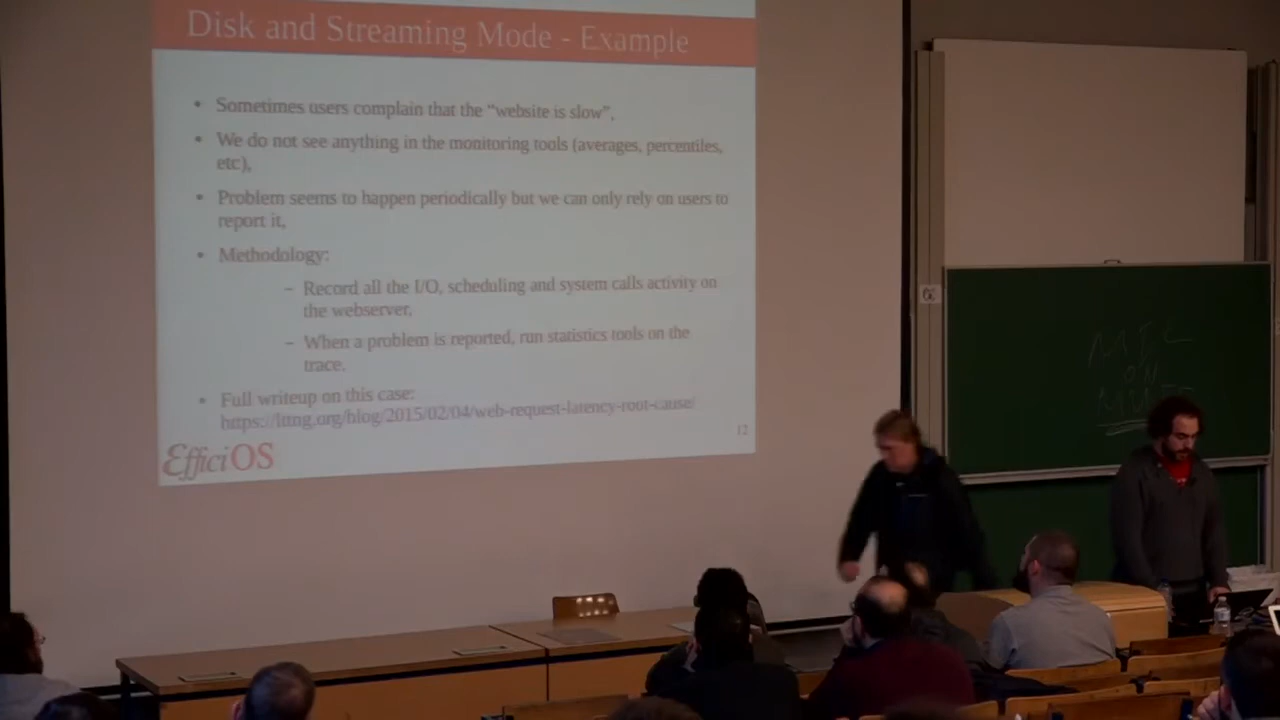 Disk and Streaming Mode - Example
• Sometimes users complain that the “website is slow”,
• We do not see anything in the monitoring tools (averages, percentiles,
etc),
• Problem seems to happen periodically but we can only rely on users to
report it,
• Methodology:
– Record all the I/O, scheduling and system calls activity on
the webserver,
– When a problem is reported, run statistics tools on the
trace.
• Full writeup on this case:
https://lttng.org/blog/2015/02/04/web-request-latency-root-cause/
12
EfficiOS
ON